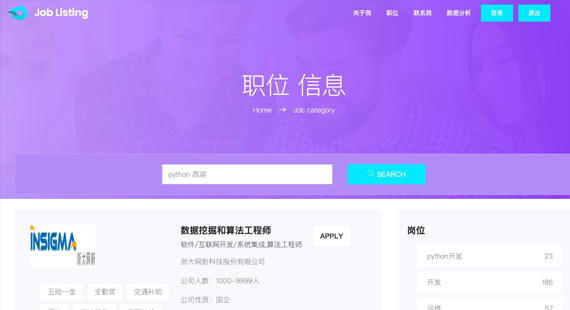 Job Listing
关于我 职位 联系我 数据分析 登录 退出
职位 信息
Home → Job category
python 西湖
SEARCH
INSIGMA
浙大网新
数据挖掘和算法工程师
APPLY
软件/互联网开发/系统集成,算法工程师
浙大网新科技股份有限公司
公司人数：1000-9999人
公司性质：国企
五险一金 全勤奖 交通补助
岗位
python开发 23
开发 186
运维